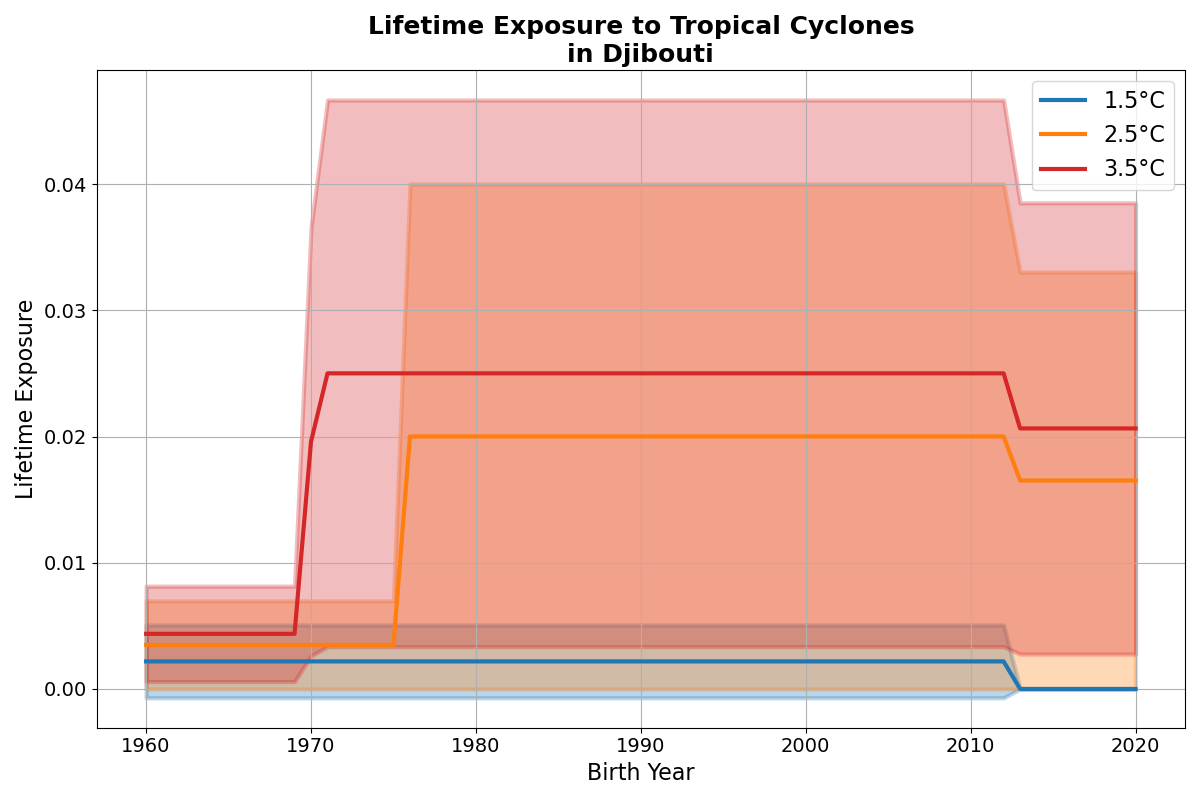 Lifetime Exposure to Tropical Cyclones
in Djibouti
1.5°C
2.5°C
3.5°C
Lifetime Exposure
0.04
0.03
0.02
0.01
0.00
1960
1970
1980
1990
2000
2010
2020
Birth Year